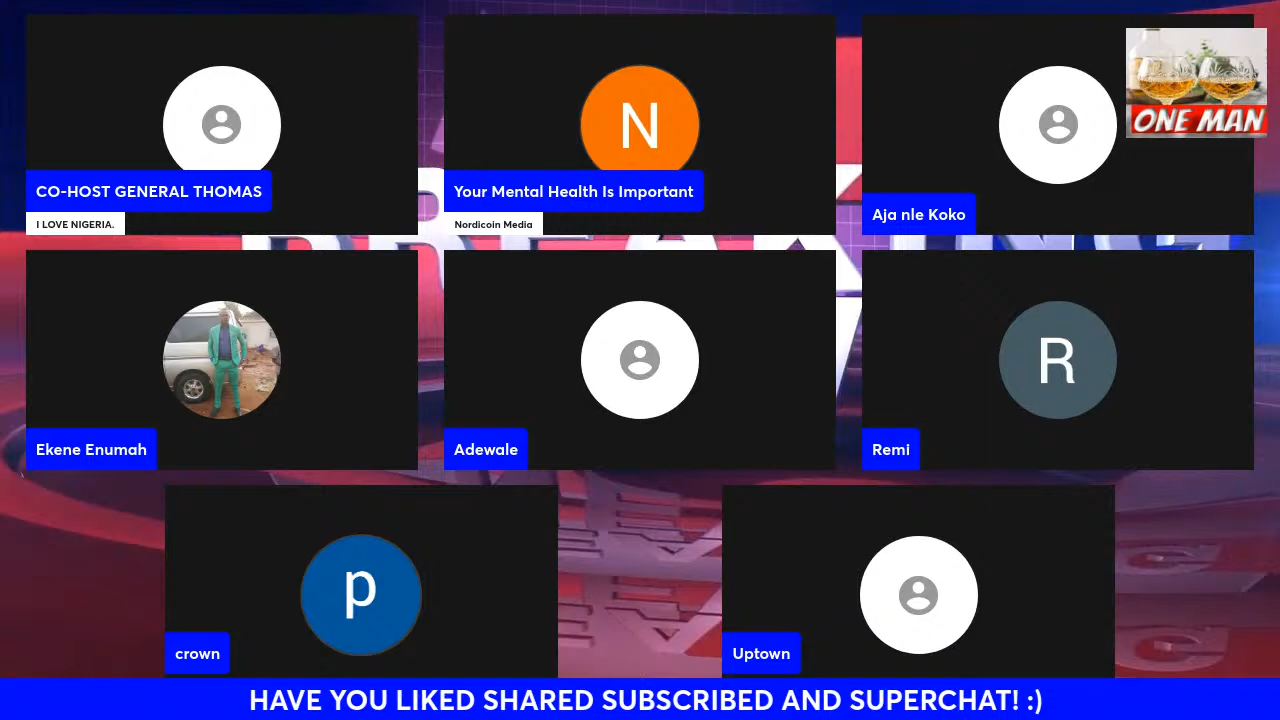 ONE MAN
N
CO-HOST GENERAL THOMAS
I LOVE NIGERIA.
Your Mental Health Is Important
Nordicoin Media
Aja nle Koko
R
Ekene Enumah
Adewale
Remi
p
crown
Uptown
HAVE YOU LIKED SHARED SUBSCRIBED AND SUPERCHAT! :)